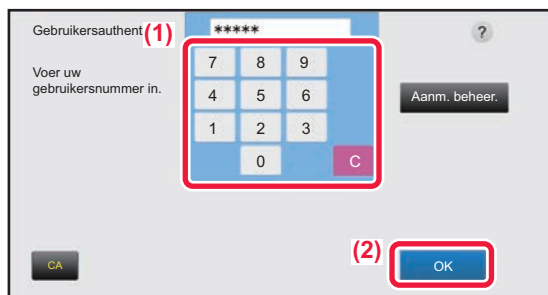 Gebruikersauthent
(1)
*****
?
Voer uw
gebruikersnummer in.
7 8 9
4 5 6
1 2 3
0 C
Aanm. beheer.
(2)
CA
OK